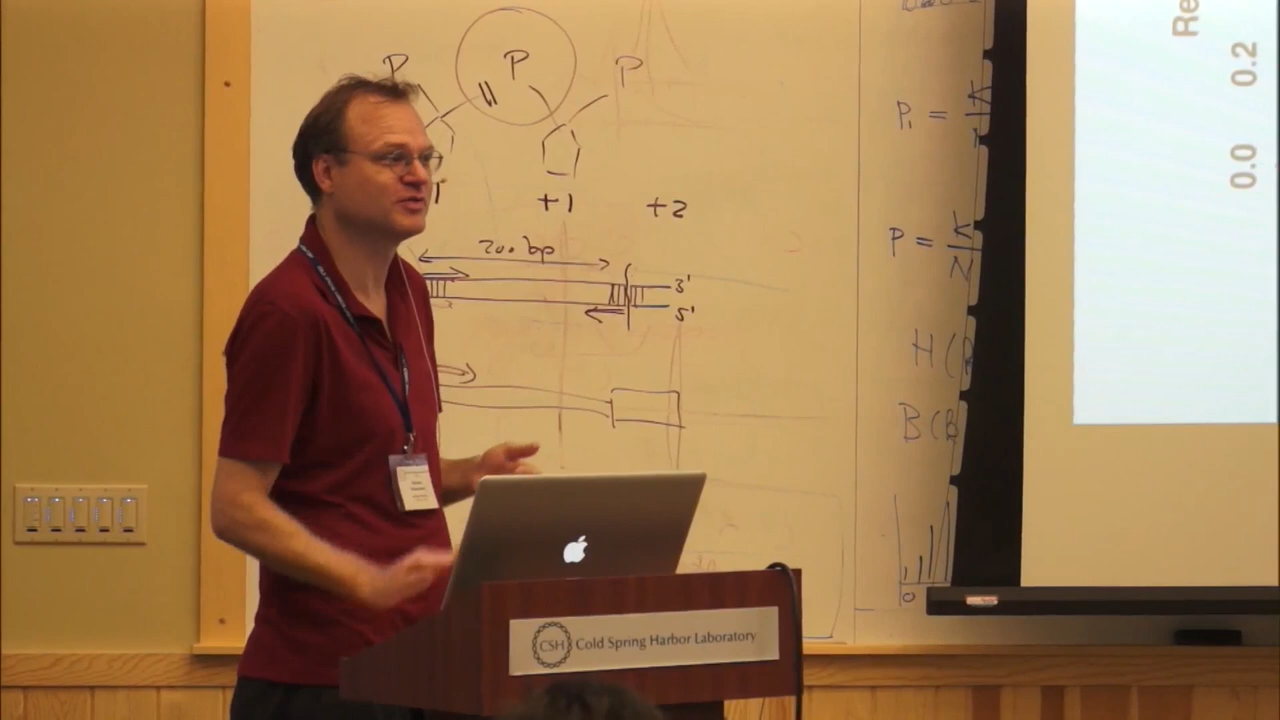 P P P
+1 +2
200 bp
3'
5'
P₁ = K
P = K
N
H (
B (B
0
Re
0.0 0.2
CSH Cold Spring Harbor Laboratory